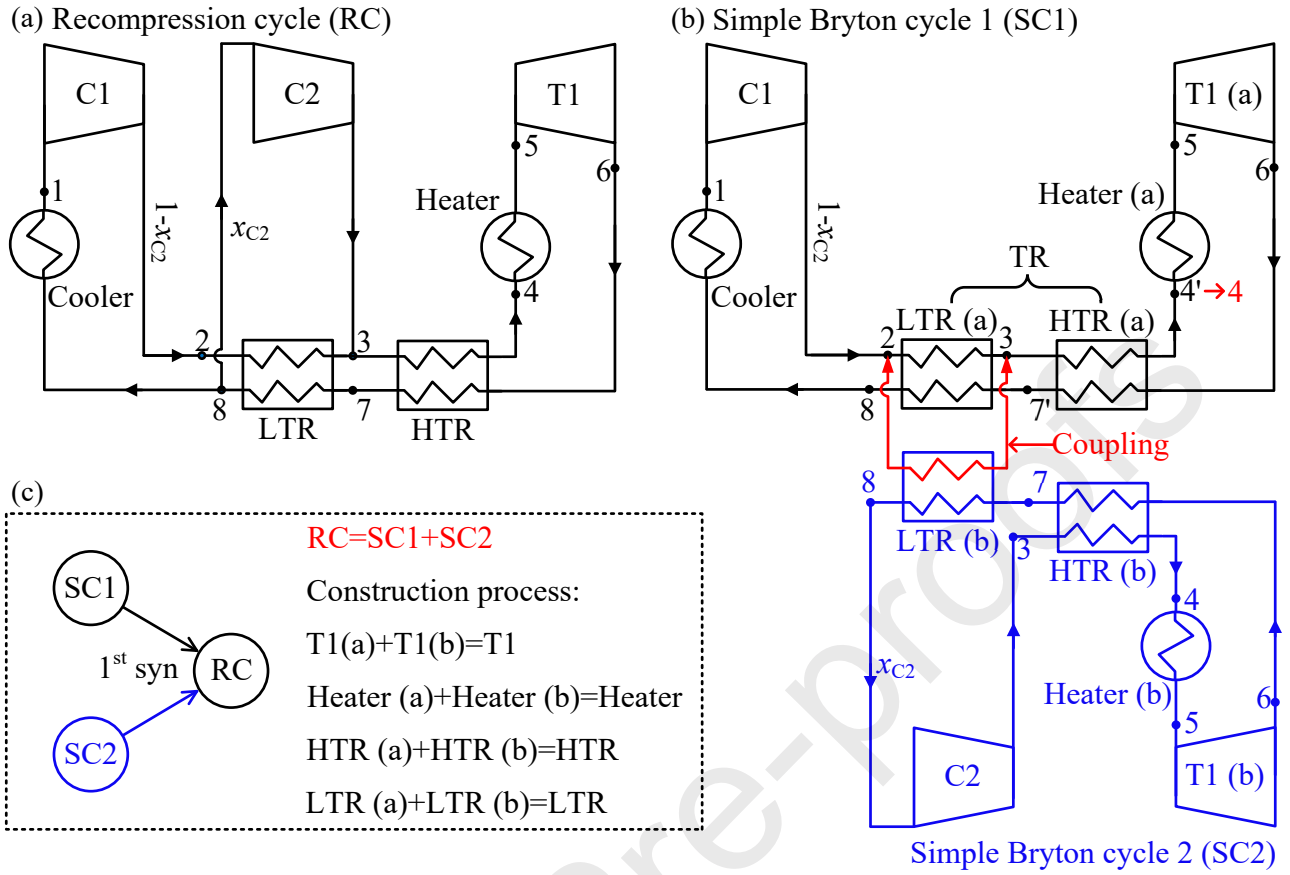 (a) Recompression cycle (RC)
C1
C2
T1
1
5
6
1-xC2
xC2
Heater
Cooler
4
2
3
8
7
LTR
HTR
(b) Simple Bryton cycle 1 (SC1)
C1
T1 (a)
1
5
6
1-xC2
Heater (a)
TR
Cooler
4'→4
LTR (a)
HTR (a)
2
3
8
7'
Coupling
8
7
LTR (b)
3
HTR (b)
4
xC2
Heater (b)
6
5
C2
T1 (b)
Simple Bryton cycle 2 (SC2)
(c)
SC1
1st syn
RC
SC2
RC=SC1+SC2
Construction process:
T1(a)+T1(b)=T1
Heater (a)+Heater (b)=Heater
HTR (a)+HTR (b)=HTR
LTR (a)+LTR (b)=LTR
re-proofs